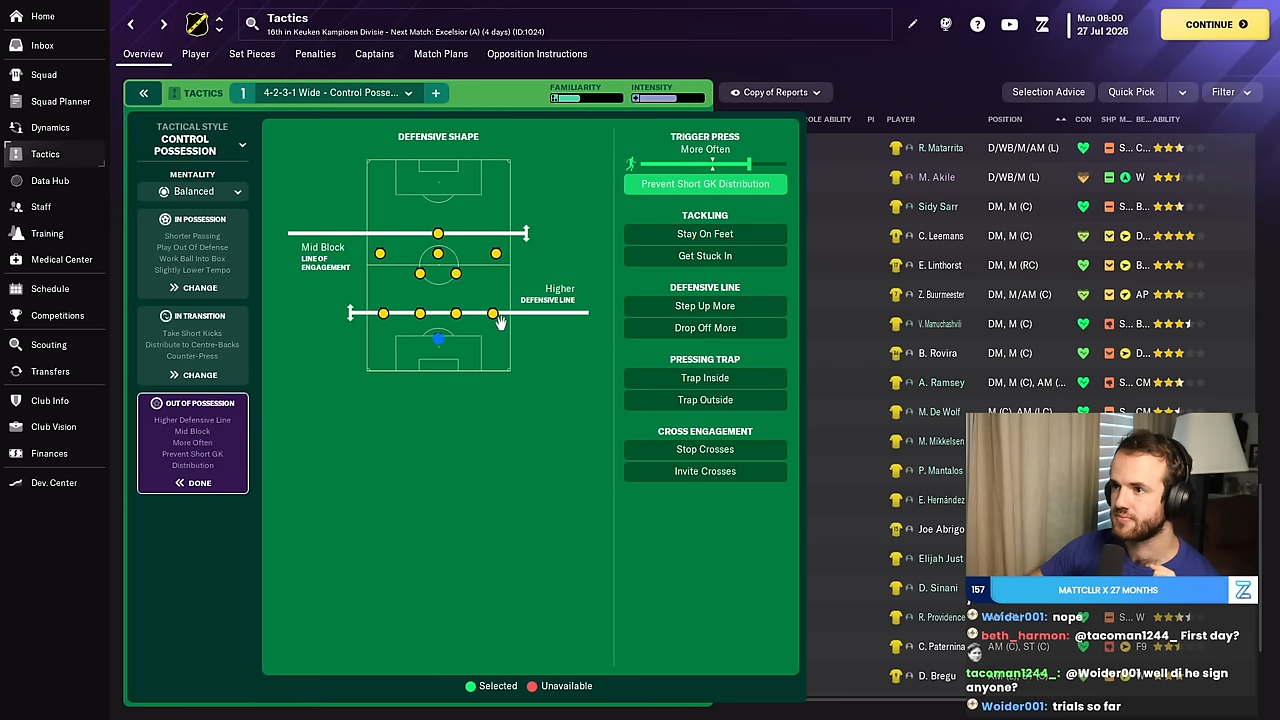 Home
Inbox
Squad
Squad Planner
Dynamics
Tactics
Data Hub
Staff
Training
Medical Center
Schedule
Competitions
Scouting
Transfers
Club Info
Club Vision
Finances
Dev. Center
Tactics
16th in Keuken Kampioen Divisie - Next Match: Excelsior (A) (4 days) (ID:1024)
Mon 08:00
27 Jul 2026
CONTINUE
Overview
Player
Set Pieces
Penalties
Captains
Match Plans
Opposition Instructions
TACTICS
1
4-2-3-1 Wide - Control Posse...
FAMILIARITY
INTENSITY
Copy of Reports
Selection Advice
Quick Pick
Filter
TACTICAL STYLE
CONTROL
POSSESSION
MENTALITY
Balanced
IN POSSESSION
Shorter Passing
Play Out Of Defense
Work Ball Into Box
Slightly Lower Tempo
CHANGE
IN TRANSITION
Take Short Kicks
Distribute to Centre-Backs
Counter-Press
CHANGE
OUT OF POSSESSION
Higher Defensive Line
Mid Block
More Often
Prevent Short GK
Distribution
DONE
DEFENSIVE SHAPE
Mid Block
LINE OF
ENGAGEMENT
Higher
DEFENSIVE LINE
TRIGGER PRESS
More Often
Prevent Short GK Distribution
TACKLING
Stay On Feet
Get Stuck In
DEFENSIVE LINE
Step Up More
Drop Off More
PRESSING TRAP
Trap Inside
Trap Outside
CROSS ENGAGEMENT
Stop Crosses
Invite Crosses
Selected
Unavailable
OLE ABILITY PI PLAYER POSITION CON SHP M... BE... ABILITY
R. Matarrita D/WB/M/AM (L) S... C...
M. Akile D/WB/M (L) W
Sidy Sarr DM, M (C) S... B...
C. Leemans DM, M (C) D...
E. Linthorst DM, M (RC) B...
Z. Buurmeester DM, M/AM (C) AP
V. Mamuchashvili DM, M (C) S... B...
B. Rovira DM, M (C) D...
A. Ramsey DM, M (C), AM (... S... CM
M. De Wolf M (C), AM (LC) S... CM
M. Mikkelsen
P. Mantalos
E. Hernández
Joe Abrigo
Elijah Just
D. Sinani
R. Providence S... W
C. Paternina AM (C), ST (C) F9
D. Bregu
157
MATTCLLR X 27 MONTHS
Woider001: nope
beth_harmon: @tacoman1244_ First day?
tacoman1244_: @Woider001 well di he sign
anyone?
Woider001: trials so far